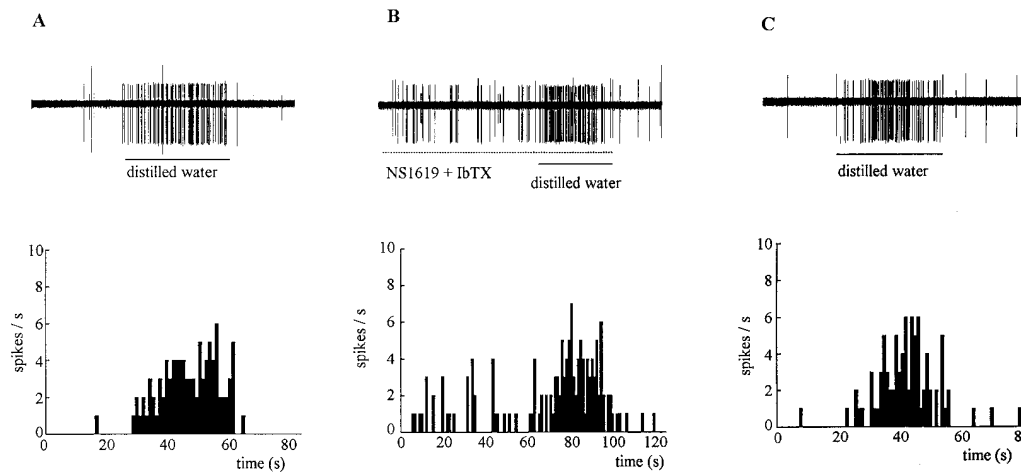 A
B
C
distilled water
NS1619 + IbTX
distilled water
distilled water
10
8
6
4
2
0
spikes / s
0 20 40 60 80
time (s)
10
8
6
4
2
0
spikes / s
0 20 40 60 80 100 120
time (s)
10
8
6
4
2
0
spikes / s
20 40 60 80
time (s)